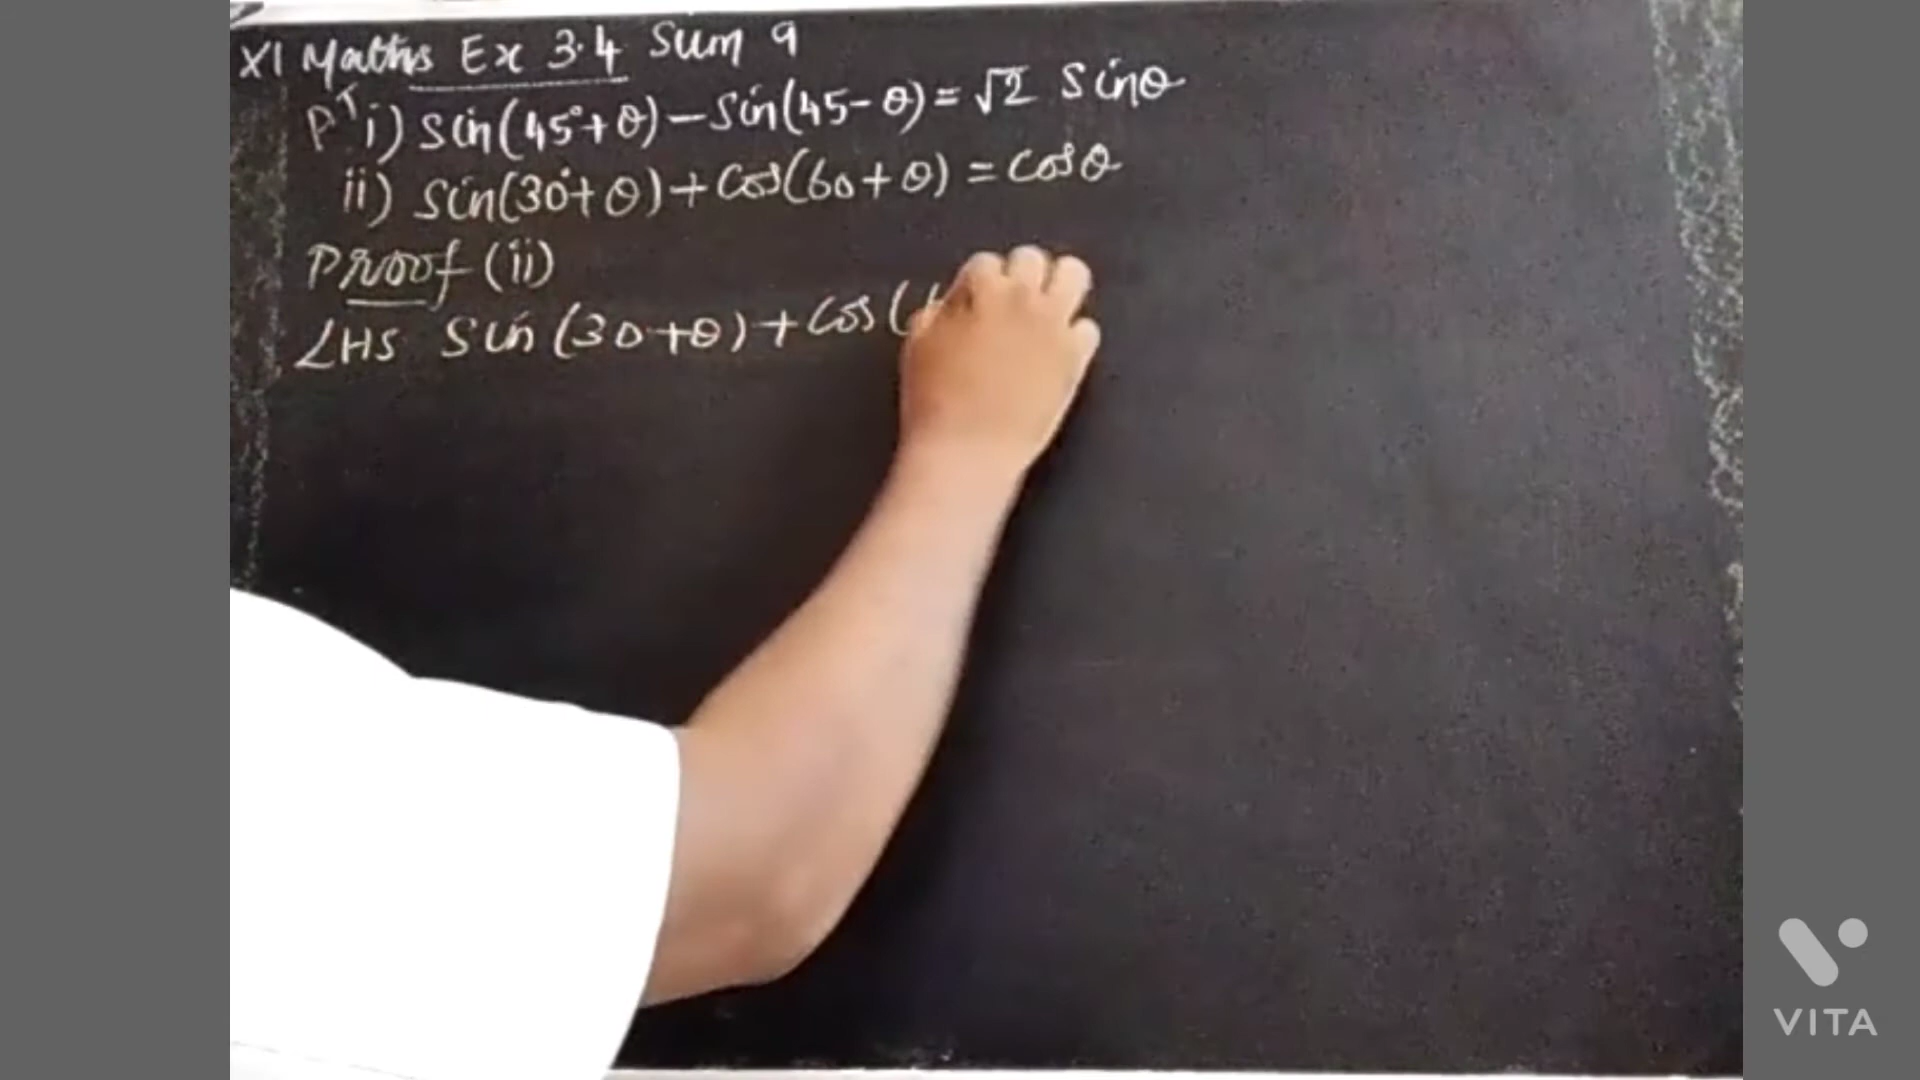 XI Maths Ex 3.4 Sum 9
PT i) Sin(45°+θ)-Sin(45-θ)=√2 Sinθ
ii) Sin(30°+θ)+Cos(60+θ)=Cosθ
Proof (ii)
LHS Sin(30+θ)+Cos(
VITA